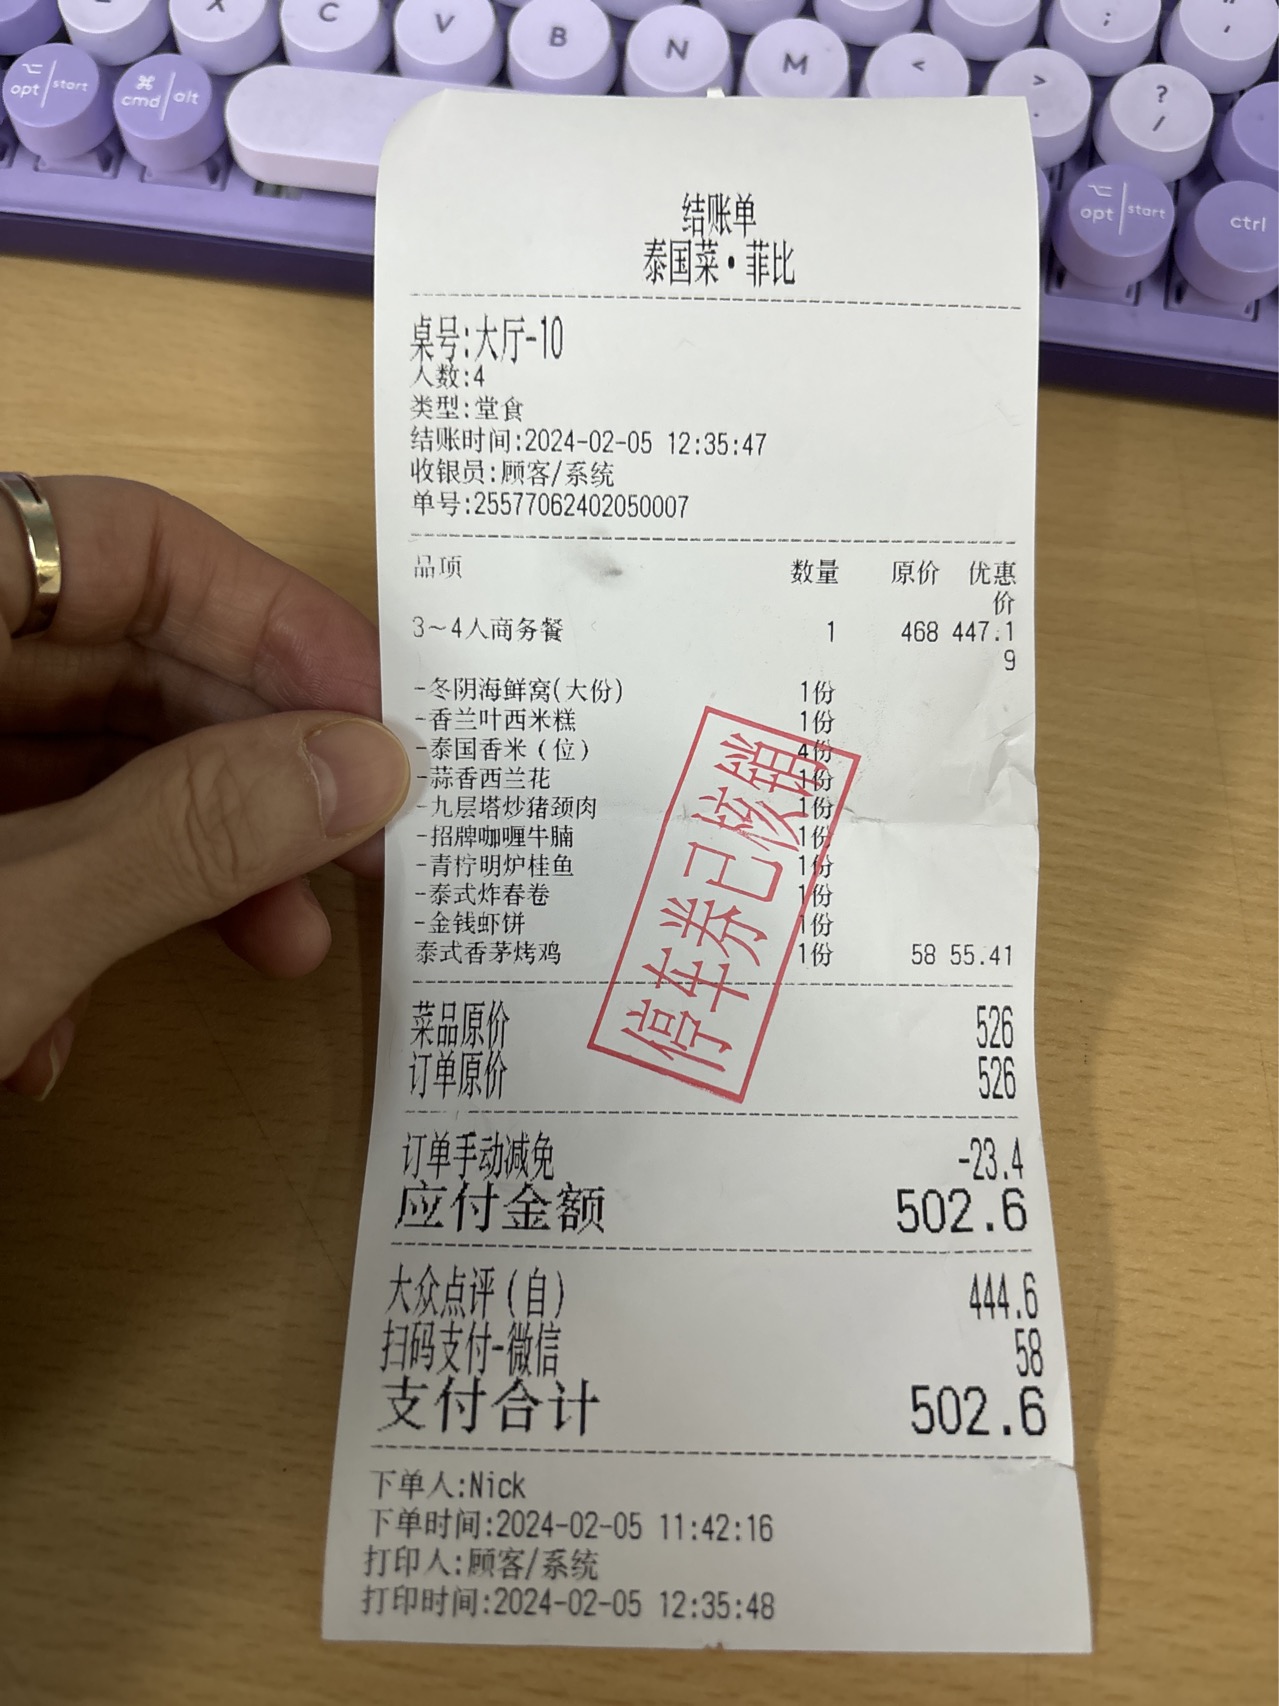 X C V B N M < > ? ; " '
opt start cmd alt . / opt start ctrl
结账单
泰国菜•菲比
桌号:大厅-10
人数:4
类型:堂食
结账时间:2024-02-05 12:35:47
收银员:顾客/系统
单号:25577062402050007
品项 数量 原价 优惠
价
3~4人商务餐 1 468 447.1
9
-冬阴海鲜窝(大份) 1份
-香兰叶西米糕 1份
-泰国香米(位) 4份
-蒜香西兰花 1份
-九层塔炒猪颈肉 1份
-招牌咖喱牛腩 1份
-青柠明炉桂鱼 1份
-泰式炸春卷 1份
-金钱虾饼 1份
泰式香茅烤鸡 1份 58 55.41
停车券已核销
菜品原价 526
订单原价 526
订单手动减免 -23.4
应付金额 502.6
大众点评(自) 444.6
扫码支付-微信 58
支付合计 502.6
下单人:Nick
下单时间:2024-02-05 11:42:16
打印人:顾客/系统
打印时间:2024-02-05 12:35:48